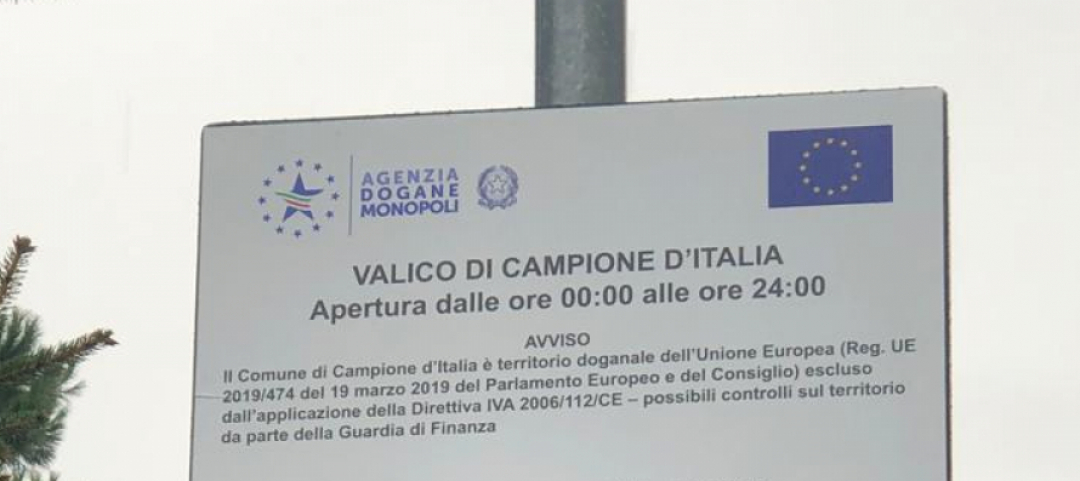 AGENZIA
DOGANE
MONOPOLI
VALICO DI CAMPIONE D'ITALIA
Apertura dalle ore 00:00 alle ore 24:00
AVVISO
Il Comune di Campione d'Italia è territorio doganale dell'Unione Europea (Reg. UE
2019/474 del 19 marzo 2019 del Parlamento Europeo e del Consiglio) escluso
dall'applicazione della Direttiva IVA 2006/112/CE – possibili controlli sul territorio
da parte della Guardia di Finanza